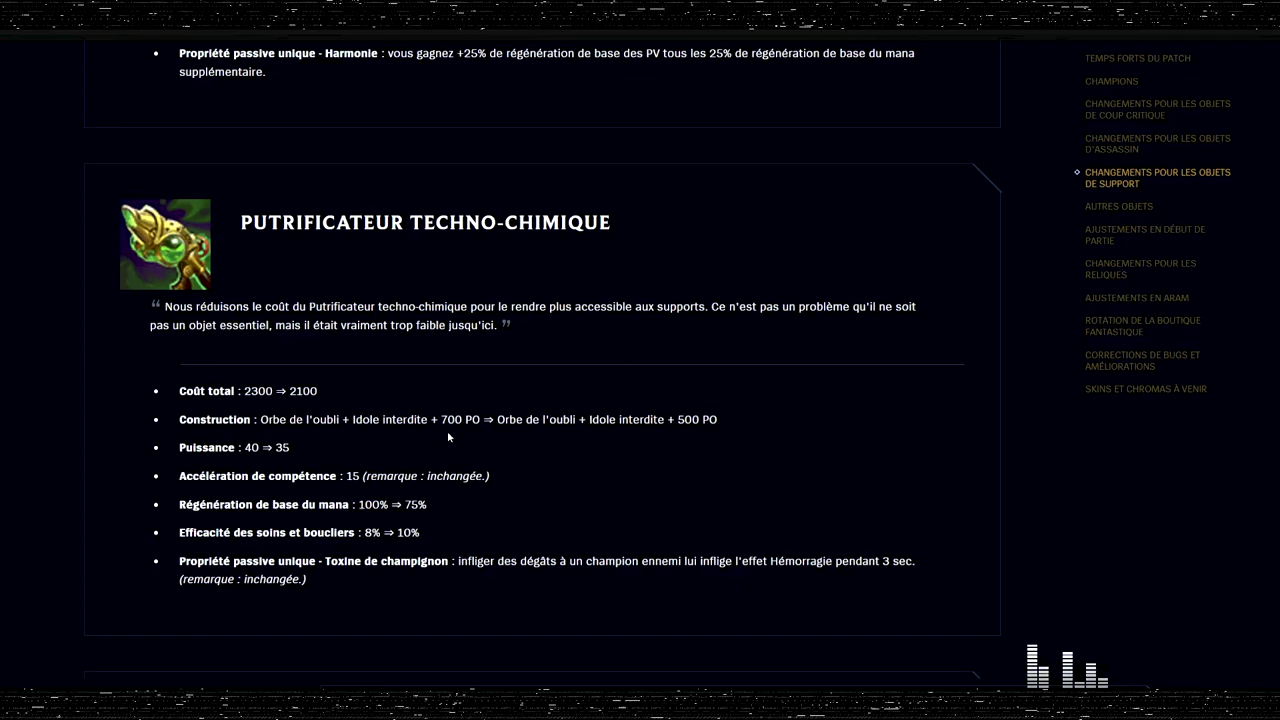 • Propriété passive unique - Harmonie : vous gagnez +25% de régénération de base des PV tous les 25% de régénération de base du mana
supplémentaire.
PUTRIFICATEUR TECHNO-CHIMIQUE
“ Nous réduisons le coût du Putrificateur techno-chimique pour le rendre plus accessible aux supports. Ce n'est pas un problème qu'il ne soit
pas un objet essentiel, mais il était vraiment trop faible jusqu'ici. ”
• Coût total : 2300 ⇒ 2100
• Construction : Orbe de l'oubli + Idole interdite + 700 PO ⇒ Orbe de l'oubli + Idole interdite + 500 PO
• Puissance : 40 ⇒ 35
• Accélération de compétence : 15 (remarque : inchangée.)
• Régénération de base du mana : 100% ⇒ 75%
• Efficacité des soins et boucliers : 8% ⇒ 10%
• Propriété passive unique - Toxine de champignon : infliger des dégâts à un champion ennemi lui inflige l'effet Hémorragie pendant 3 sec.
(remarque : inchangée.)
TEMPS FORTS DU PATCH
CHAMPIONS
CHANGEMENTS POUR LES OBJETS
DE COUP CRITIQUE
CHANGEMENTS POUR LES OBJETS
D'ASSASSIN
CHANGEMENTS POUR LES OBJETS
DE SUPPORT
AUTRES OBJETS
AJUSTEMENTS EN DÉBUT DE
PARTIE
CHANGEMENTS POUR LES
RELIQUES
AJUSTEMENTS EN ARAM
ROTATION DE LA BOUTIQUE
FANTASTIQUE
CORRECTIONS DE BUGS ET
AMÉLIORATIONS
SKINS ET CHROMAS À VENIR